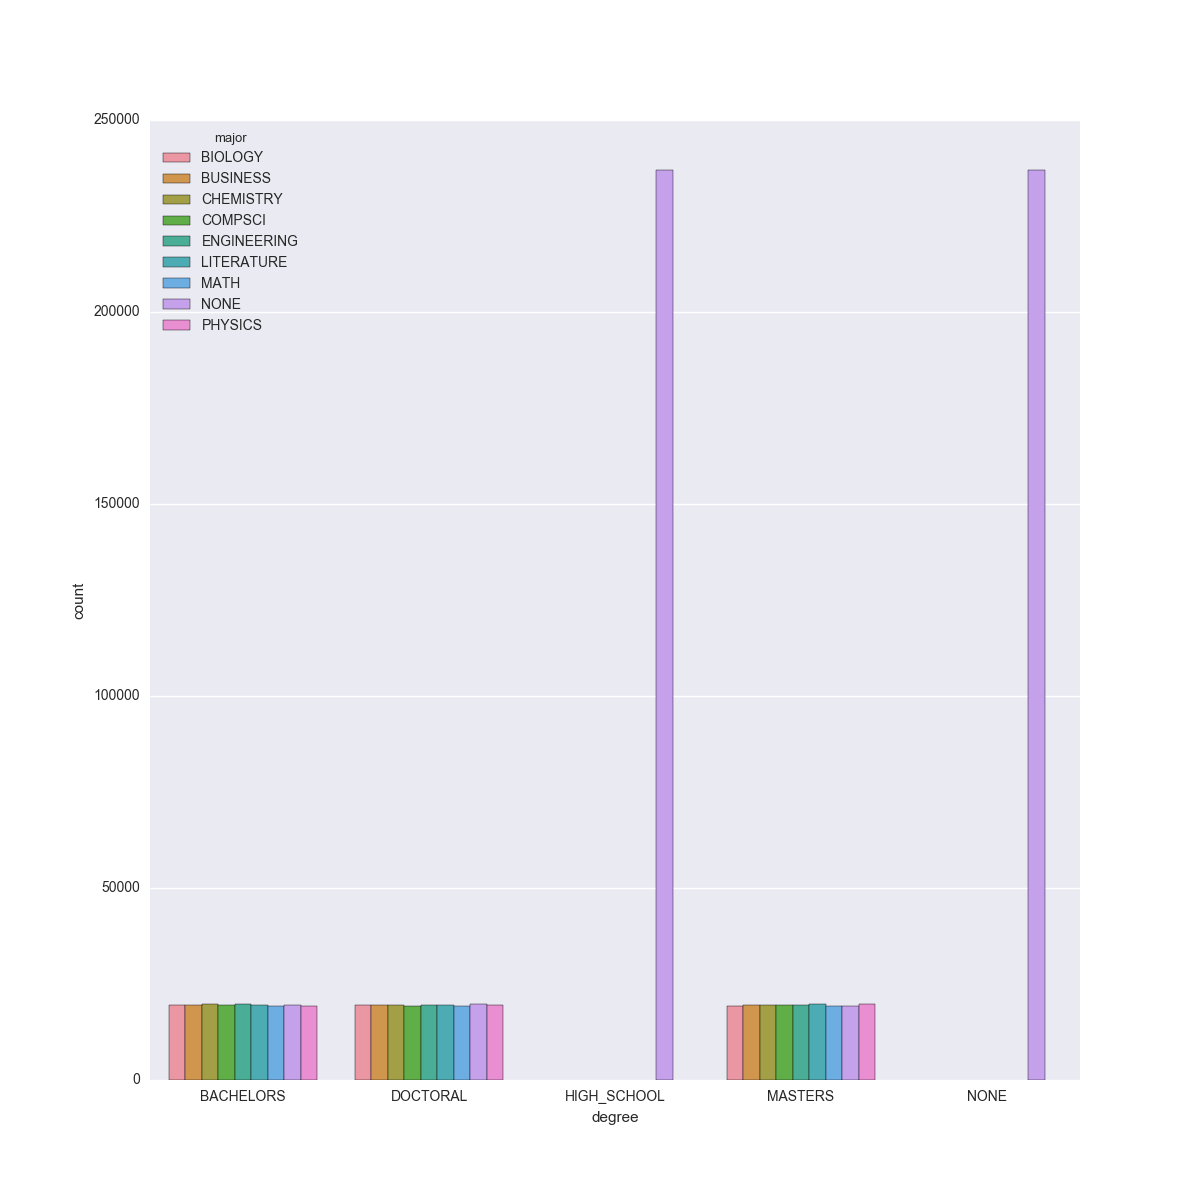 250000
200000
150000
100000
50000
0
count
major
BIOLOGY
BUSINESS
CHEMISTRY
COMPSCI
ENGINEERING
LITERATURE
MATH
NONE
PHYSICS
BACHELORS DOCTORAL HIGH_SCHOOL MASTERS NONE
degree